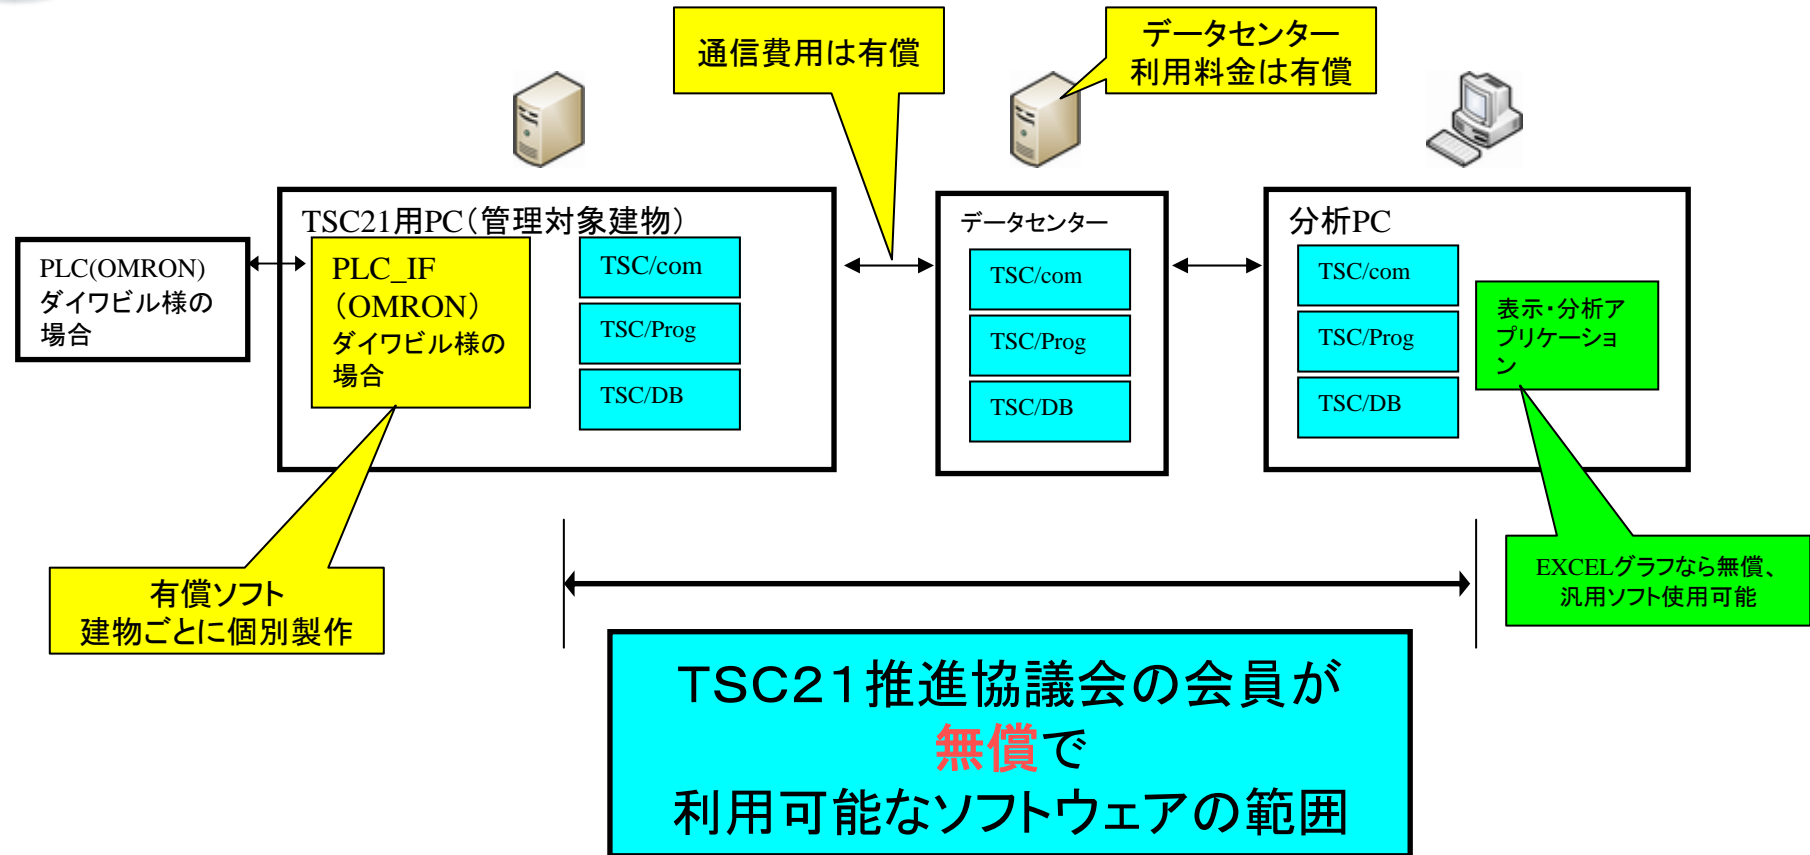 通信費用は有償
データセンター
利用料金は有償
PLC(OMRON)
ダイワビル様の
場合
TSC21用PC（管理対象建物）
PLC_IF
（OMRON）
ダイワビル様の
場合
TSC/com
TSC/Prog
TSC/DB
データセンター
TSC/com
TSC/Prog
TSC/DB
分析PC
TSC/com
TSC/Prog
TSC/DB
表示・分析ア
プリケーショ
ン
有償ソフト
建物ごとに個別製作
EXCELグラフなら無償、
汎用ソフト使用可能
ＴＳＣ２１推進協議会の会員が
無償で
利用可能なソフトウェアの範囲